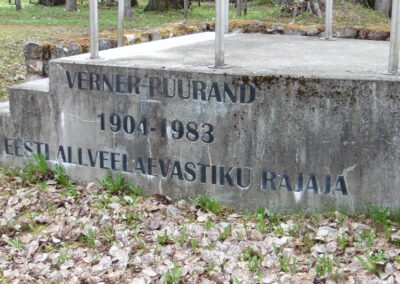 VERNER PUURAND
1904-1983
EESTI ALLVEELAEVASTIKU RAJAJA